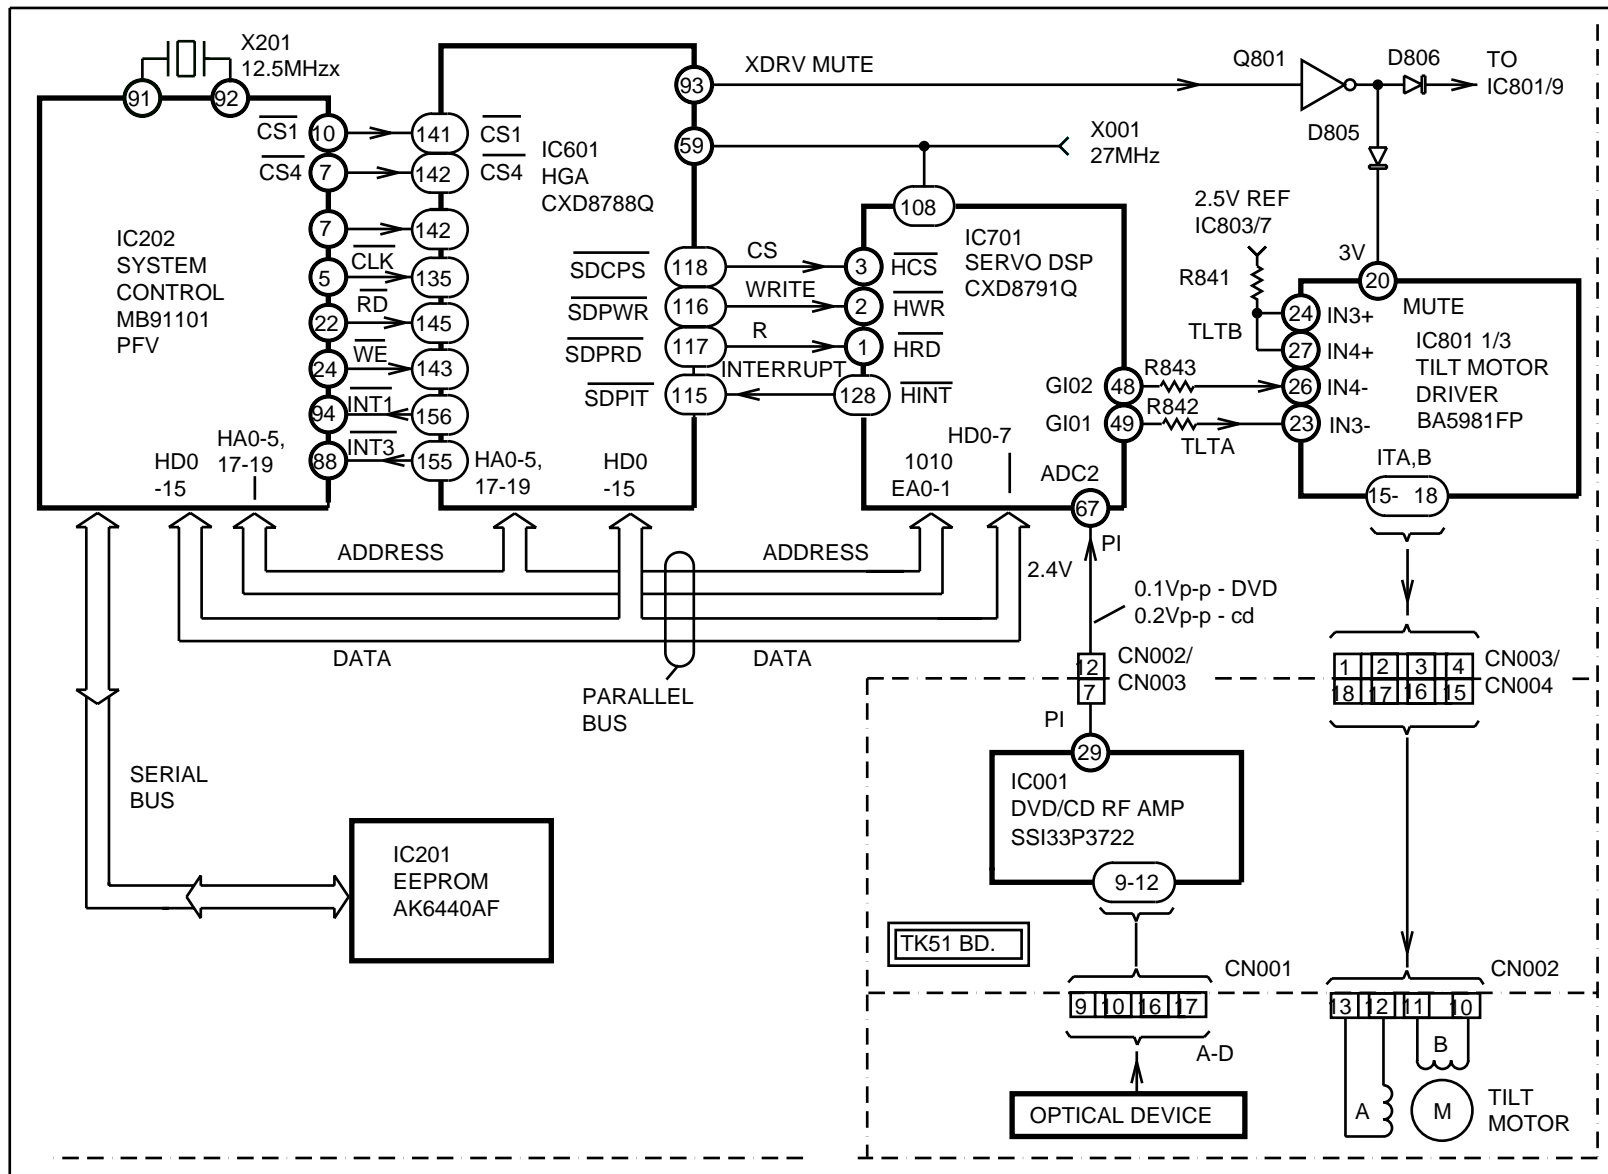 X201
12.5MHzx
91
92
IC202
SYSTEM
CONTROL
MB91101
PFV
CS1
10
CS4
7
7
CLK
5
RD
22
WE
24
INT1
94
INT3
88
HA0-5,
17-19
HD0
-15
141
CS1
142
CS4
142
135
145
143
156
155
IC601
HGA
CXD8788Q
HA0-5,
17-19
HD0
-15
93
59
SDCPS
118
SDPWR
116
SDPRD
117
SDPIT
115
XDRV MUTE
X001
27MHz
CS
WRITE
R
INTERRUPT
108
IC701
SERVO DSP
CXD8791Q
3
HCS
2
HWR
1
HRD
128
HINT
HD0-7
1010
EA0-1
ADC2
67
GI02
48
GI01
49
R843
R842
TLTA
Q801
D806
TO
IC801/9
D805
2.5V REF
IC803/7
R841
TLTB
3V
20
MUTE
24
IN3+
27
IN4+
26
IN4-
23
IN3-
IC801 1/3
TILT MOTOR
DRIVER
BA5981FP
ITA,B
15- 18
ADDRESS
ADDRESS
DATA
DATA
PARALLEL
BUS
SERIAL
BUS
IC201
EEPROM
AK6440AF
PI
2.4V
0.1Vp-p - DVD
0.2Vp-p - cd
12
7
CN002/
CN003
PI
29
IC001
DVD/CD RF AMP
SSI33P3722
9-12
TK51 BD.
CN001
9 10 16 17
A-D
OPTICAL DEVICE
1 2 3 4
18 17 16 15
CN003/
CN004
CN002
13 12 11 10
A
B
M
TILT
MOTOR